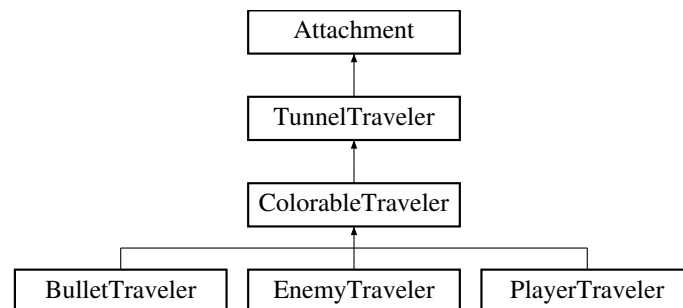 Attachment
TunnelTraveler
ColorableTraveler
BulletTraveler
EnemyTraveler
PlayerTraveler